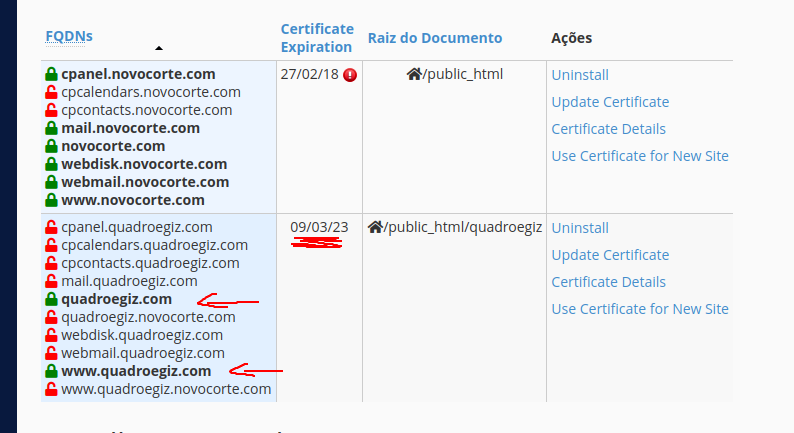 FQDNs
Certificate Expiration
Raiz do Documento
Ações
cpanel.novocorte.com
cpcalendars.novocorte.com
cpcontacts.novocorte.com
mail.novocorte.com
novocorte.com
webdisk.novocorte.com
webmail.novocorte.com
www.novocorte.com
27/02/18
/public_html
Uninstall
Update Certificate
Certificate Details
Use Certificate for New Site
cpanel.quadroegiz.com
cpcalendars.quadroegiz.com
cpcontacts.quadroegiz.com
mail.quadroegiz.com
quadroegiz.com
quadroegiz.novocorte.com
webdisk.quadroegiz.com
webmail.quadroegiz.com
www.quadroegiz.com
www.quadroegiz.novocorte.com
09/03/23
/public_html/quadroegiz
Uninstall
Update Certificate
Certificate Details
Use Certificate for New Site